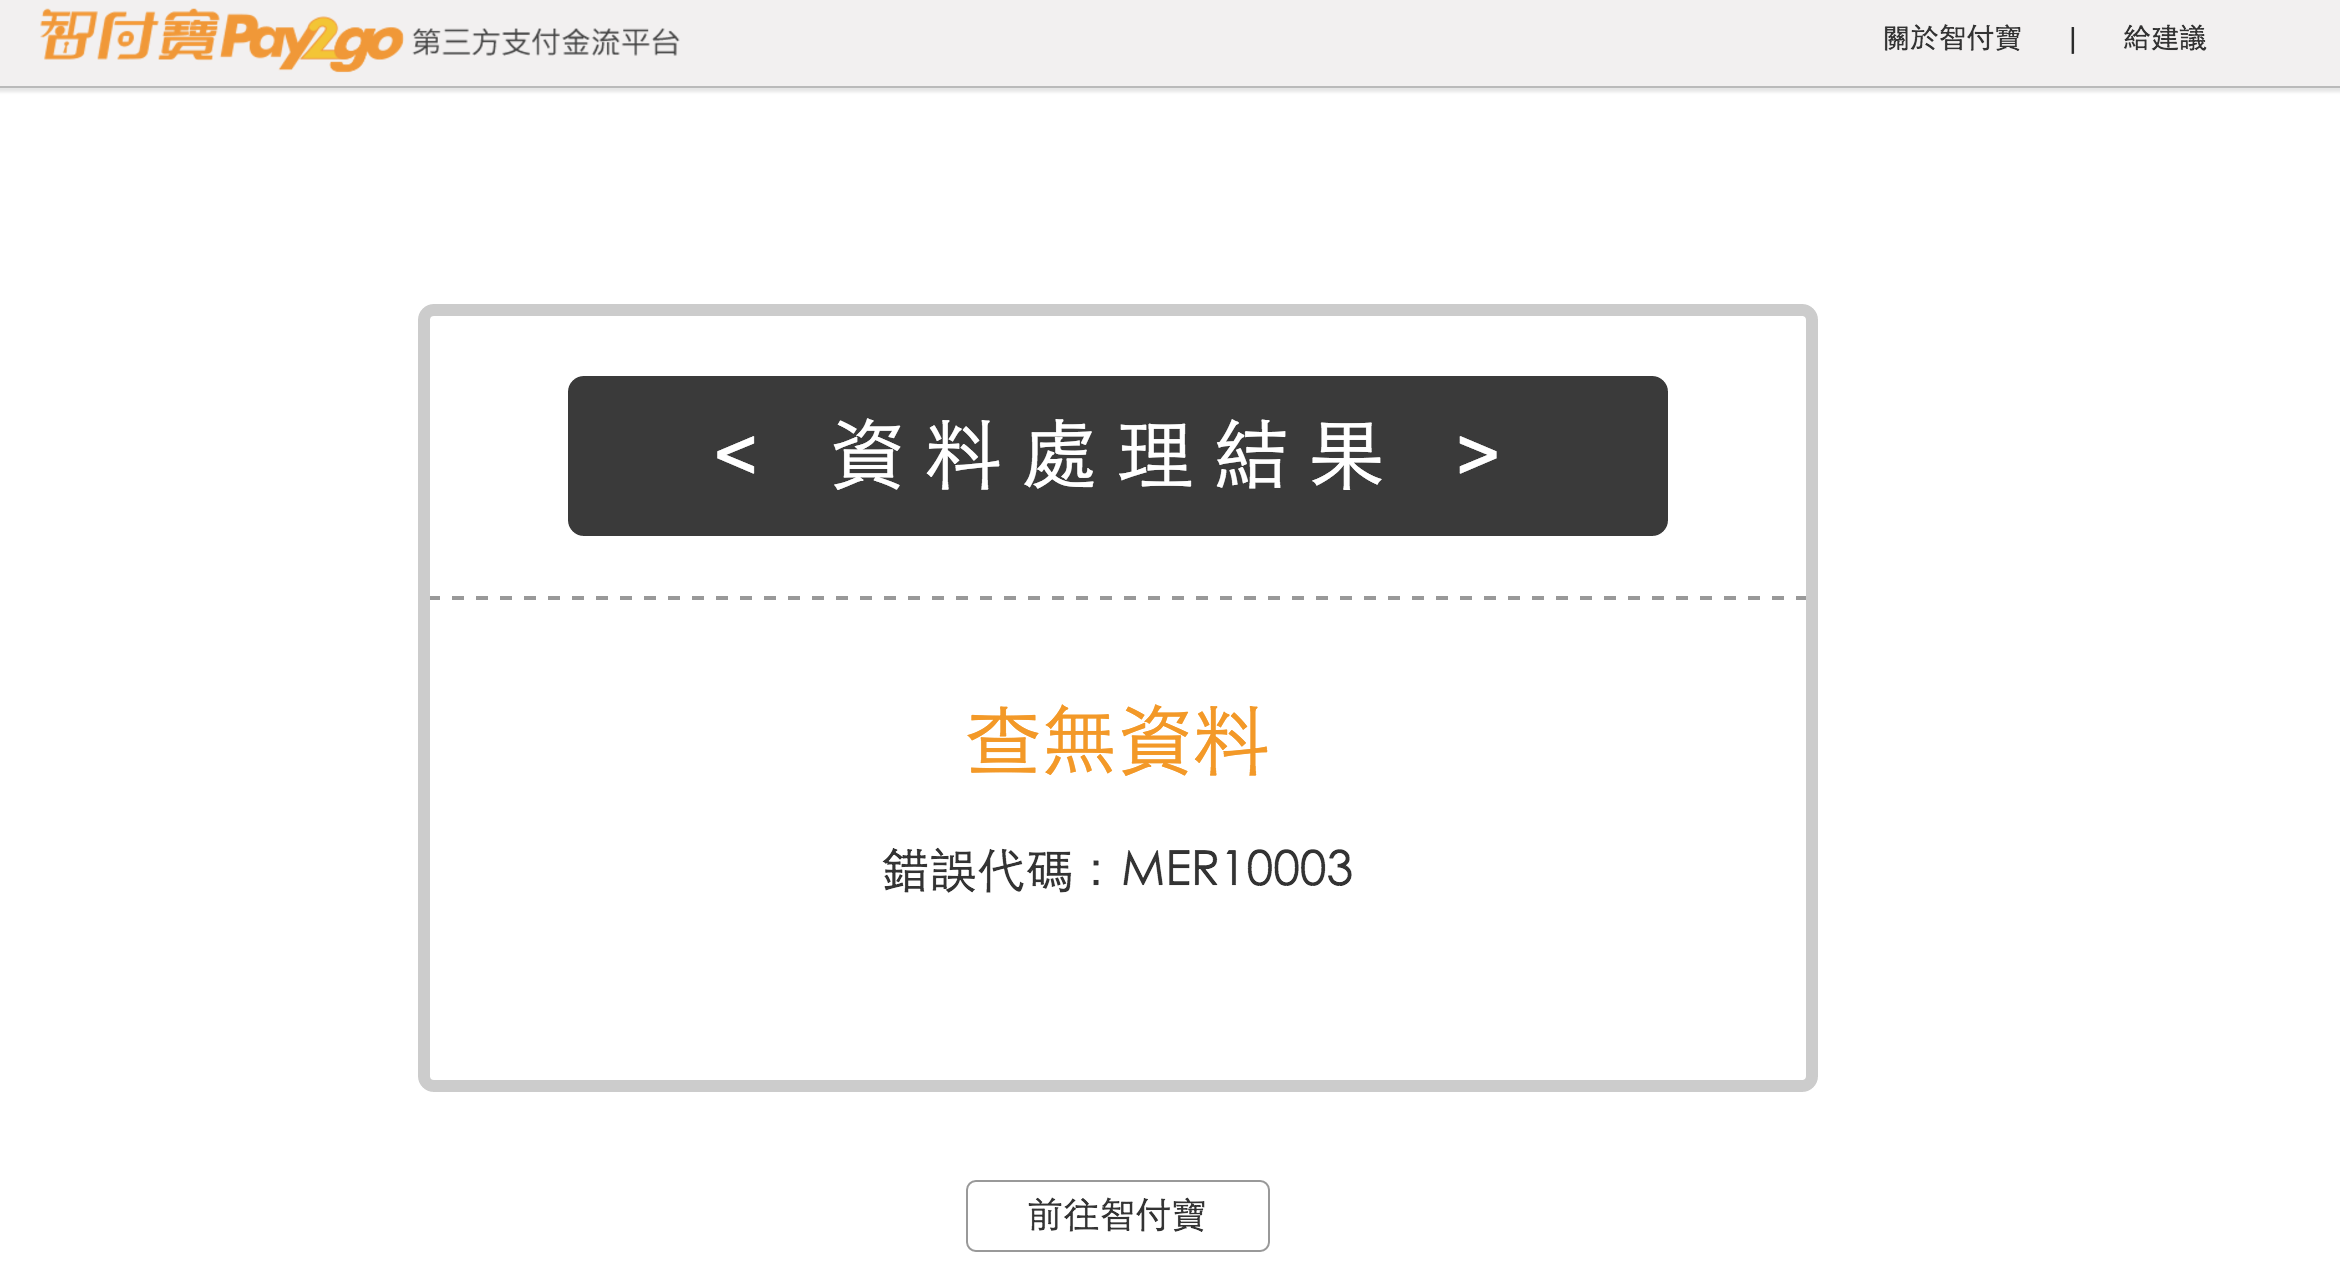 智付寶Pay2go 第三方支付金流平台
關於智付寶 | 給建議
< 資料處理結果 >
查無資料
錯誤代碼：MER10003
前往智付寶